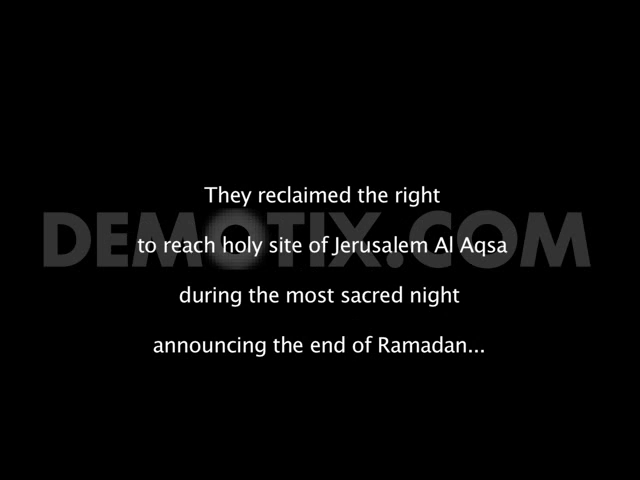 They reclaimed the right
DEMOTIX.COM
to reach holy site of Jerusalem Al Aqsa
during the most sacred night
announcing the end of Ramadan...